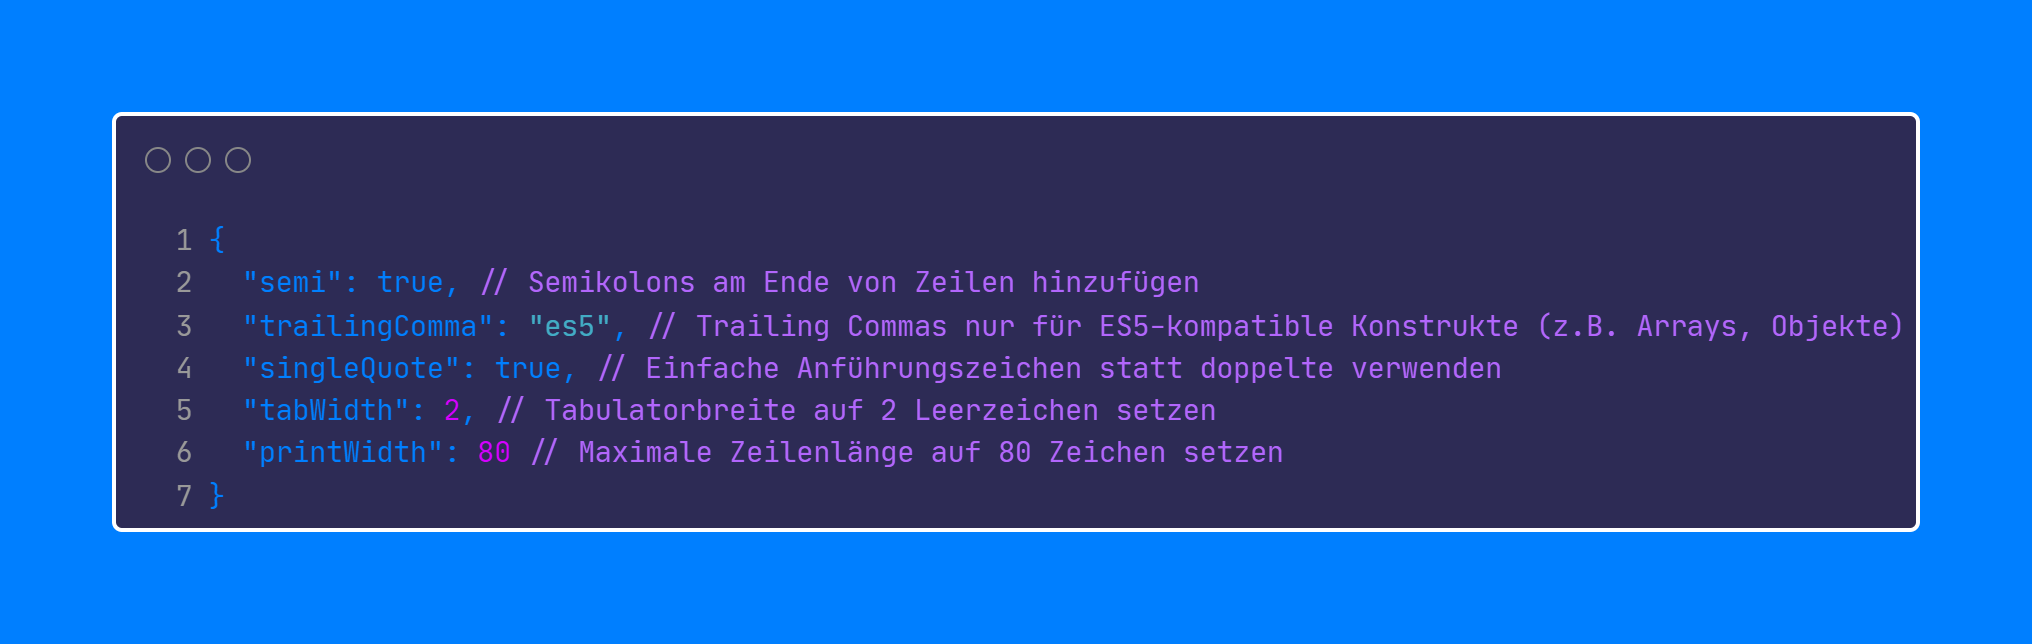 1 {
2   "semi": true, // Semikolons am Ende von Zeilen hinzufügen
3   "trailingComma": "es5", // Trailing Commas nur für ES5-kompatible Konstrukte (z.B. Arrays, Objekte)
4   "singleQuote": true, // Einfache Anführungszeichen statt doppelte verwenden
5   "tabWidth": 2, // Tabulatorbreite auf 2 Leerzeichen setzen
6   "printWidth": 80 // Maximale Zeilenlänge auf 80 Zeichen setzen
7 }